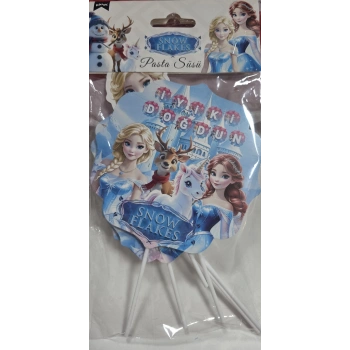 SNOW
FLAKES
Pasta Süsü
İYİ Kİ
DOĞDUN
SNOW
FLAKES